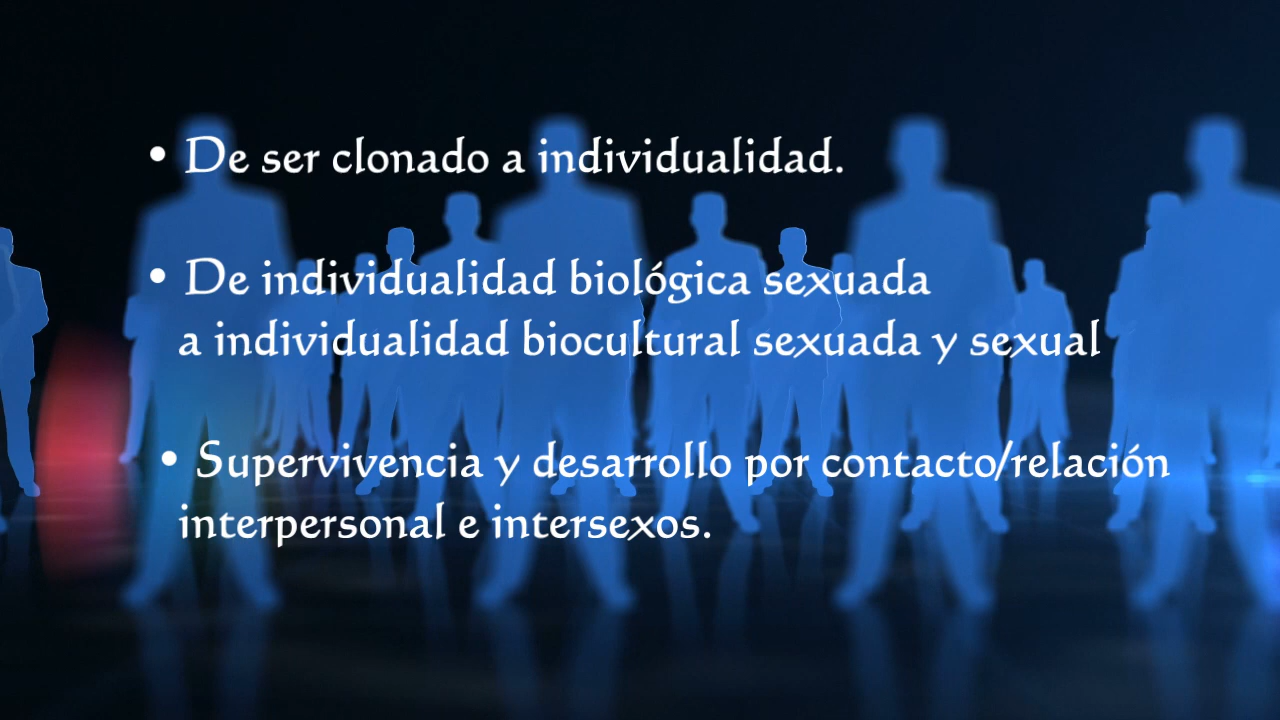 • De ser clonado a individualidad.
• De individualidad biológica sexuada
a individualidad biocultural sexuada y sexual
• Supervivencia y desarrollo por contacto/relación
interpersonal e intersexos.